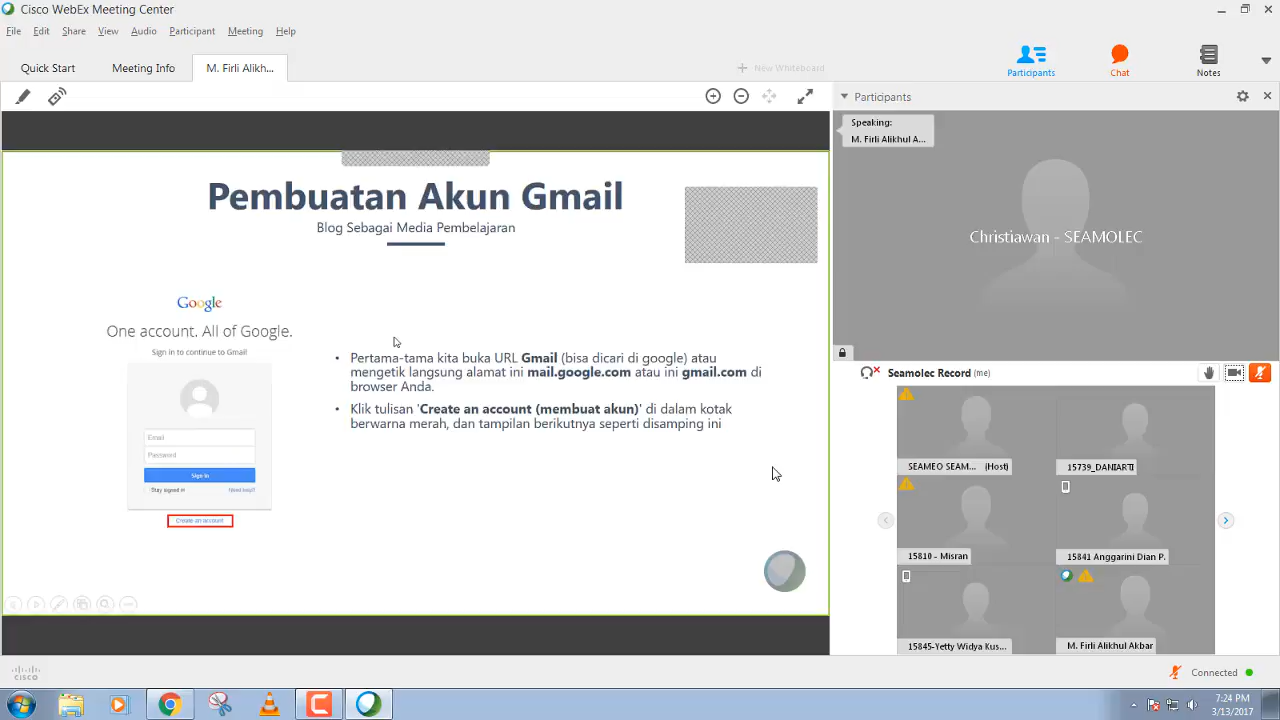 Cisco WebEx Meeting Center
File Edit Share View Audio Participant Meeting Help
Quick Start Meeting Info M. Firli Alikh... New Whiteboard
Participants Chat Notes
Participants
Speaking:
M. Firli Alikhul A...
Christiawan - SEAMOLEC
Pembuatan Akun Gmail
Blog Sebagai Media Pembelajaran
Google
One account. All of Google.
Sign in to continue to Gmail
Email
Password
Sign in
Stay signed in Need help?
Create an account
• Pertama-tama kita buka URL Gmail (bisa dicari di google) atau
mengetik langsung alamat ini mail.google.com atau ini gmail.com di
browser Anda.
• Klik tulisan 'Create an account (membuat akun)' di dalam kotak
berwarna merah, dan tampilan berikutnya seperti disamping ini
Seamolec Record (me)
SEAMEO SEAM... (Host)
15739_DANIARTI
15810 - Misran
15841 Anggarini Dian P.
15845-Yetty Widya Kus...
M. Firli Alikhul Akbar
cisco
Connected
7:24 PM
3/13/2017